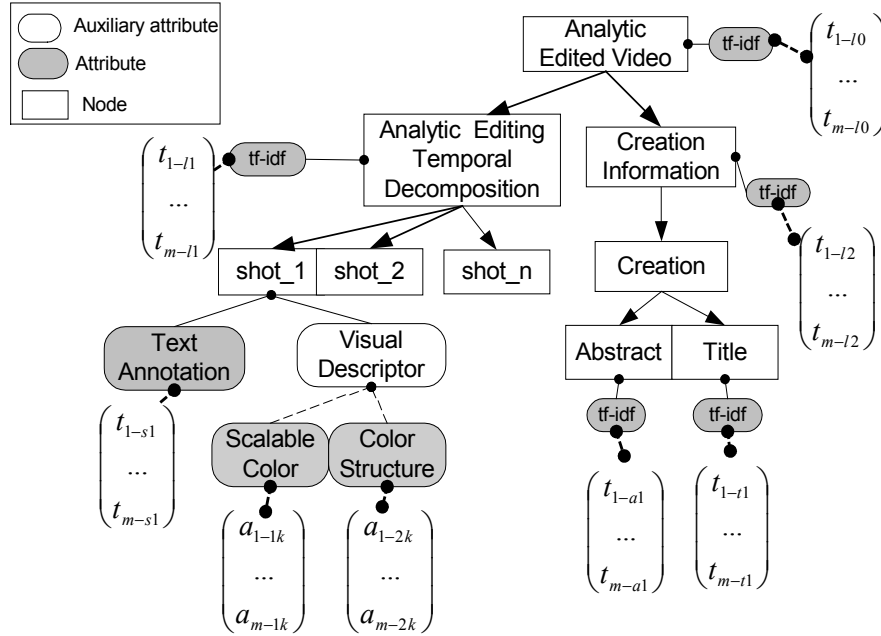 Auxiliary attribute
Attribute
Node
Analytic
Edited Video
tf-idf
t1-l0
...
tm-l0
Analytic Editing
Temporal
Decomposition
tf-idf
t1-l1
...
tm-l1
Creation
Information
tf-idf
t1-l2
...
tm-l2
shot_1
shot_2
shot_n
Creation
Text
Annotation
t1-s1
...
tm-s1
Visual
Descriptor
Scalable
Color
a1-1k
...
am-1k
Color
Structure
a1-2k
...
am-2k
Abstract
Title
tf-idf
t1-a1
...
tm-a1
tf-idf
t1-t1
...
tm-t1